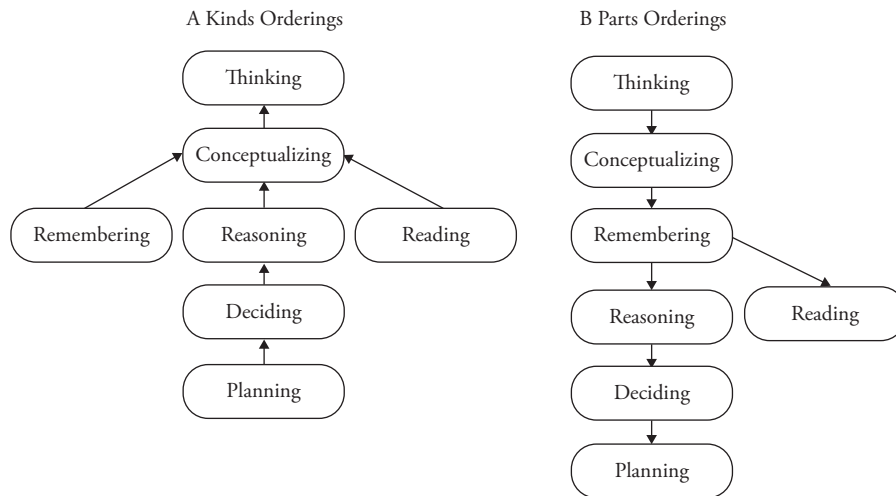 A Kinds Orderings
Thinking
Conceptualizing
Remembering
Reasoning
Reading
Deciding
Planning
B Parts Orderings
Thinking
Conceptualizing
Remembering
Reasoning
Reading
Deciding
Planning